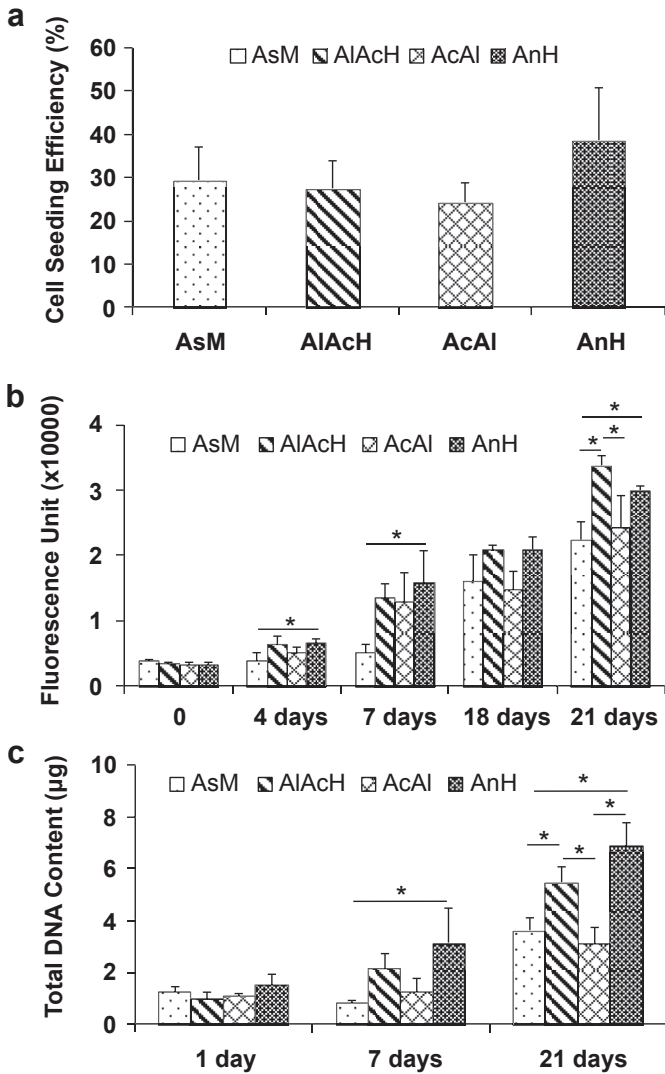 a
Cell Seeding Efficiency (%)
60
50
40
30
20
10
0
AsM AlAcH AcAl AnH
AsM AlAcH AcAl AnH
b
Fluorescence Unit (x10000)
4
3
2
1
0
AsM AlAcH AcAl AnH
* * * * *
0 4 days 7 days 18 days 21 days
c
Total DNA Content (µg)
10
8
6
4
2
0
AsM AlAcH AcAl AnH
* * * * *
1 day 7 days 21 days